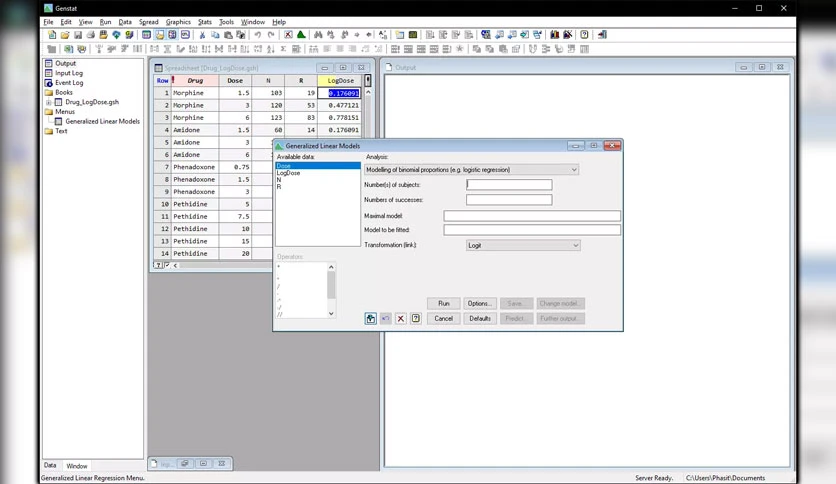 Genstat
File Edit View Run Data Spread Graphics Stats Tools Window Help
Output
Input Log
Event Log
Books
Drug_LogDose.gsh
Menus
Generalized Linear Models
Text
Data Window
Spreadsheet [Drug_LogDose.gsh]
Row Drug Dose N R LogDose
1 Morphine 1.5 103 19 0.176091
2 Morphine 3 120 53 0.477121
3 Morphine 6 123 83 0.778151
4 Amidone 1.5 60 14 0.176091
5 Amidone 3
6 Amidone 6
7 Phenadoxone 0.75
8 Phenadoxone 1.5
9 Phenadoxone 3
10 Pethidine 5
11 Pethidine 7.5
12 Pethidine 10
13 Pethidine 15
14 Pethidine 20
Output
Generalized Linear Models
Available data:
Dose
LogDose
N
R
Operators:
Analysis:
Modelling of binomial proportions (e.g. logistic regression)
Number(s) of subjects:
Numbers of successes:
Maximal model:
Model to be fitted:
Transformation (link): Logit
Run Options... Save... Change model...
Cancel Defaults Predict... Further output...
Generalized Linear Regression Menu.
Server Ready. C:\Users\Phasit\Documents